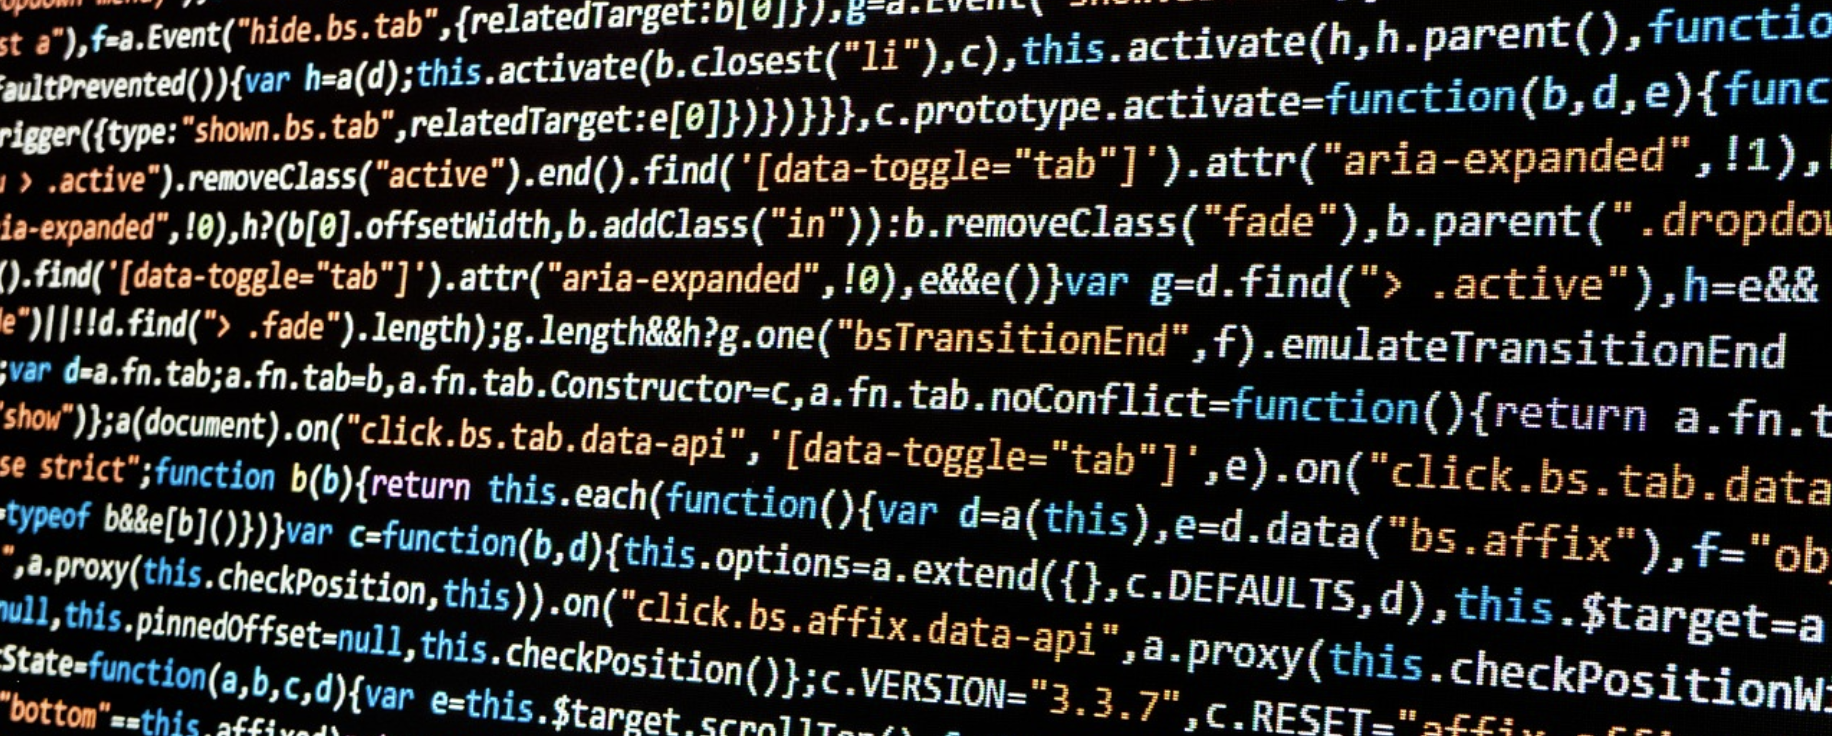 st a"),f=a.Event("hide.bs.tab",{relatedTarget:b[0]}),g=a.Event(
faultPrevented()){var h=a(d);this.activate(b.closest("li"),c),this.activate(h,h.parent(),functio
rigger({type:"shown.bs.tab",relatedTarget:e[0]})})}}},c.prototype.activate=function(b,d,e){func
> .active").removeClass("active").end().find('[data-toggle="tab"]').attr("aria-expanded",!1),
ia-expanded",!0),h?(b[0].offsetWidth,b.addClass("in")):b.removeClass("fade"),b.parent(".dropdow
().find('[data-toggle="tab"]').attr("aria-expanded",!0),e&&e()}var g=d.find("> .active"),h=e&&
de")||!!d.find("> .fade").length);g.length&&h?g.one("bsTransitionEnd",f).emulateTransitionEnd
;var d=a.fn.tab;a.fn.tab=b,a.fn.tab.Constructor=c,a.fn.tab.noConflict=function(){return a.fn.t
"show")};a(document).on("click.bs.tab.data-api",'[data-toggle="tab"]',e).on("click.bs.tab.data
se strict";function b(b){return this.each(function(){var d=a(this),e=d.data("bs.affix"),f="ob
=typeof b&&e[b]()})}var c=function(b,d){this.options=a.extend({},c.DEFAULTS,d),this.$target=a
",a.proxy(this.checkPosition,this)).on("click.bs.affix.data-api",a.proxy(this.checkPositionWi
null,this.pinnedOffset=null,this.checkPosition()};c.VERSION="3.3.7",c.RESET="affix
tState=function(a,b,c,d){var e=this.$target.scrollTop()
"bottom"==this.affixed)